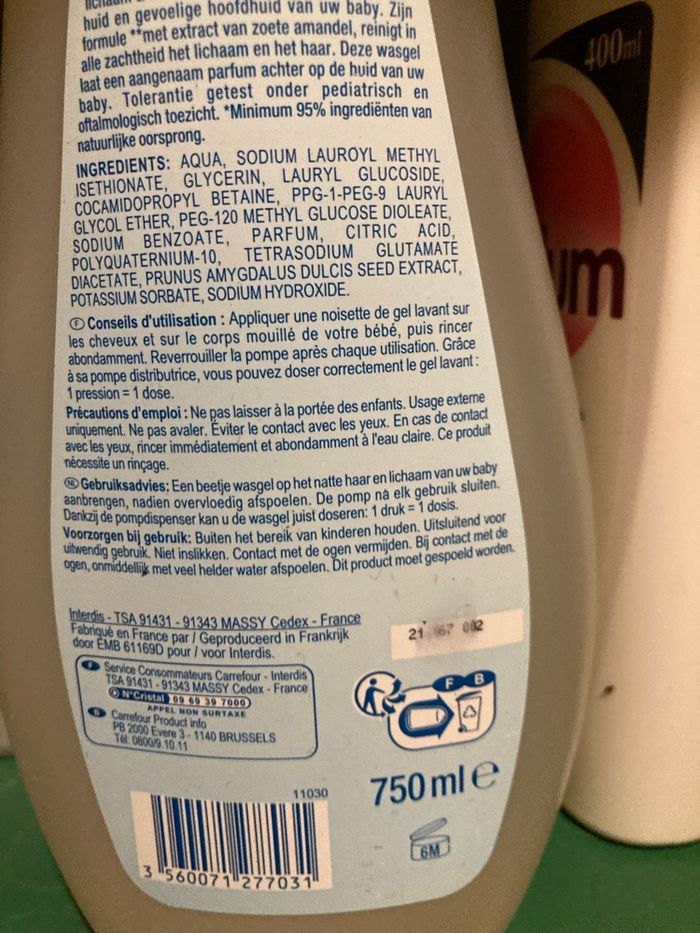 huid en gevoelige hoofdhuid van uw baby. Zijn
formule **met extract van zoete amandel, reinigt in
alle zachtheid het lichaam en het haar. Deze wasgel
laat een aangenaam parfum achter op de huid van uw
baby. Tolerantie getest onder pediatrisch en
oftalmologisch toezicht. *Minimum 95% ingrediënten van
natuurlijke oorsprong.
INGREDIENTS: AQUA, SODIUM LAUROYL METHYL
ISETHIONATE, GLYCERIN, LAURYL GLUCOSIDE,
COCAMIDOPROPYL BETAINE, PPG-1-PEG-9 LAURYL
GLYCOL ETHER, PEG-120 METHYL GLUCOSE DIOLEATE,
SODIUM BENZOATE, PARFUM, CITRIC ACID,
POLYQUATERNIUM-10, TETRASODIUM GLUTAMATE
DIACETATE, PRUNUS AMYGDALUS DULCIS SEED EXTRACT,
POTASSIUM SORBATE, SODIUM HYDROXIDE.
F Conseils d'utilisation : Appliquer une noisette de gel lavant sur
les cheveux et sur le corps mouillé de votre bébé, puis rincer
abondamment. Reverrouiller la pompe après chaque utilisation. Grâce
à sa pompe distributrice, vous pouvez doser correctement le gel lavant :
1 pression = 1 dose.
Précautions d'emploi : Ne pas laisser à la portée des enfants. Usage externe
uniquement. Ne pas avaler. Éviter le contact avec les yeux. En cas de contact
avec les yeux, rincer immédiatement et abondamment à l'eau claire. Ce produit
nécessite un rinçage.
NL Gebruiksadvies: Een beetje wasgel op het natte haar en lichaam van uw baby
aanbrengen, nadien overvloedig afspoelen. De pomp na elk gebruik sluiten.
Dankzij de pompdispenser kan u de wasgel juist doseren: 1 druk = 1 dosis.
Voorzorgen bij gebruik: Buiten het bereik van kinderen houden. Uitsluitend voor
uitwendig gebruik. Niet inslikken. Contact met de ogen vermijden. Bij contact met de
ogen, onmiddellijk met veel helder water afspoelen. Dit product moet gespoeld worden.
Interdis - TSA 91431 - 91343 MASSY Cedex - France
Fabriqué en France par / Geproduceerd in Frankrijk
door EMB 61169D pour / voor Interdis.
F Service Consommateurs Carrefour - Interdis
TSA 91431 - 91343 MASSY Cedex - France
N°Cristal 09 69 39 7000
APPEL NON SURTAXE
B Carrefour Product info
PB 2000 Evere 3 - 1140 BRUSSELS
Tél: 0800/9.10.11
21 167 002
F B
750 ml e
6M
11030
3 560071 277031
400ml
um